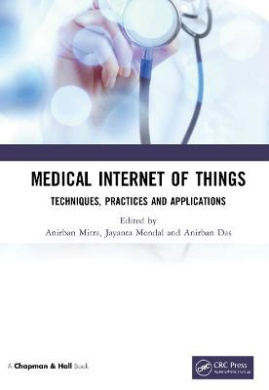 MEDICAL INTERNET OF THINGS
TECHNIQUES, PRACTICES AND APPLICATIONS
Edited by
Anirban Mitra, Jayanta Mondal and Anirban Das
A Chapman & Hall Book
CRC Press